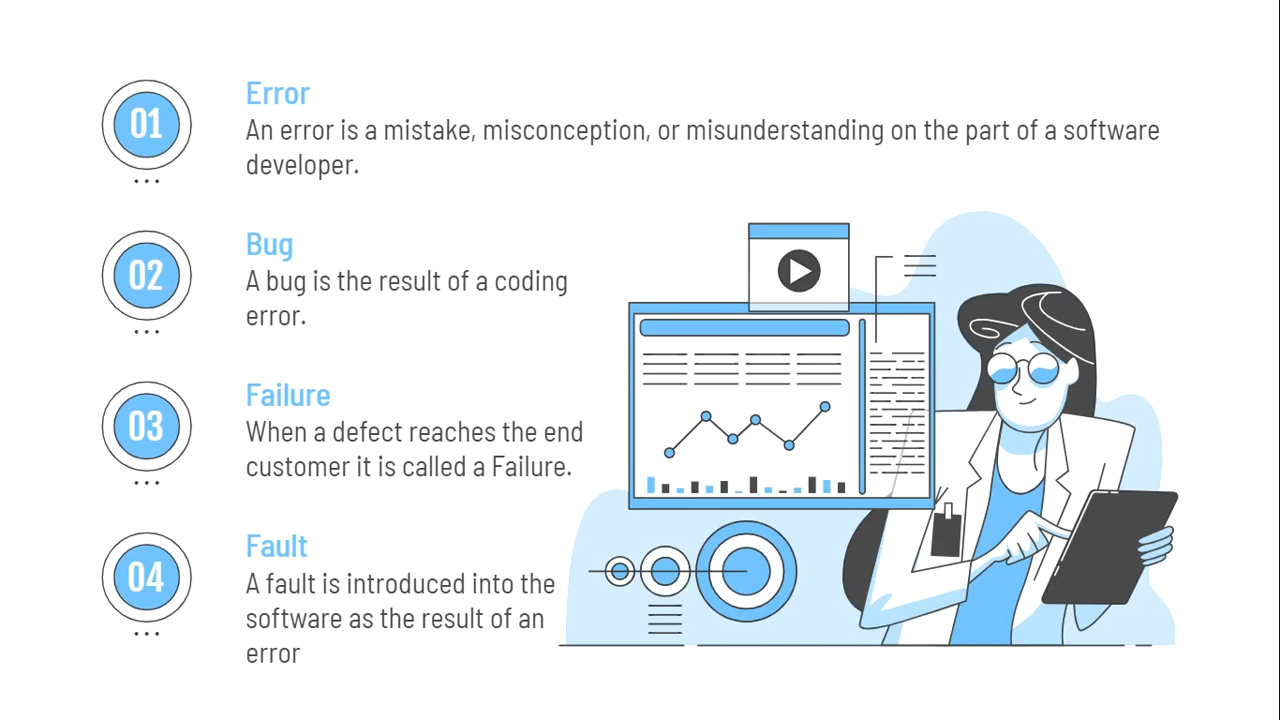 01
Error
An error is a mistake, misconception, or misunderstanding on the part of a software
developer.
02
Bug
A bug is the result of a coding
error.
03
Failure
When a defect reaches the end
customer it is called a Failure.
04
Fault
A fault is introduced into the
software as the result of an
error